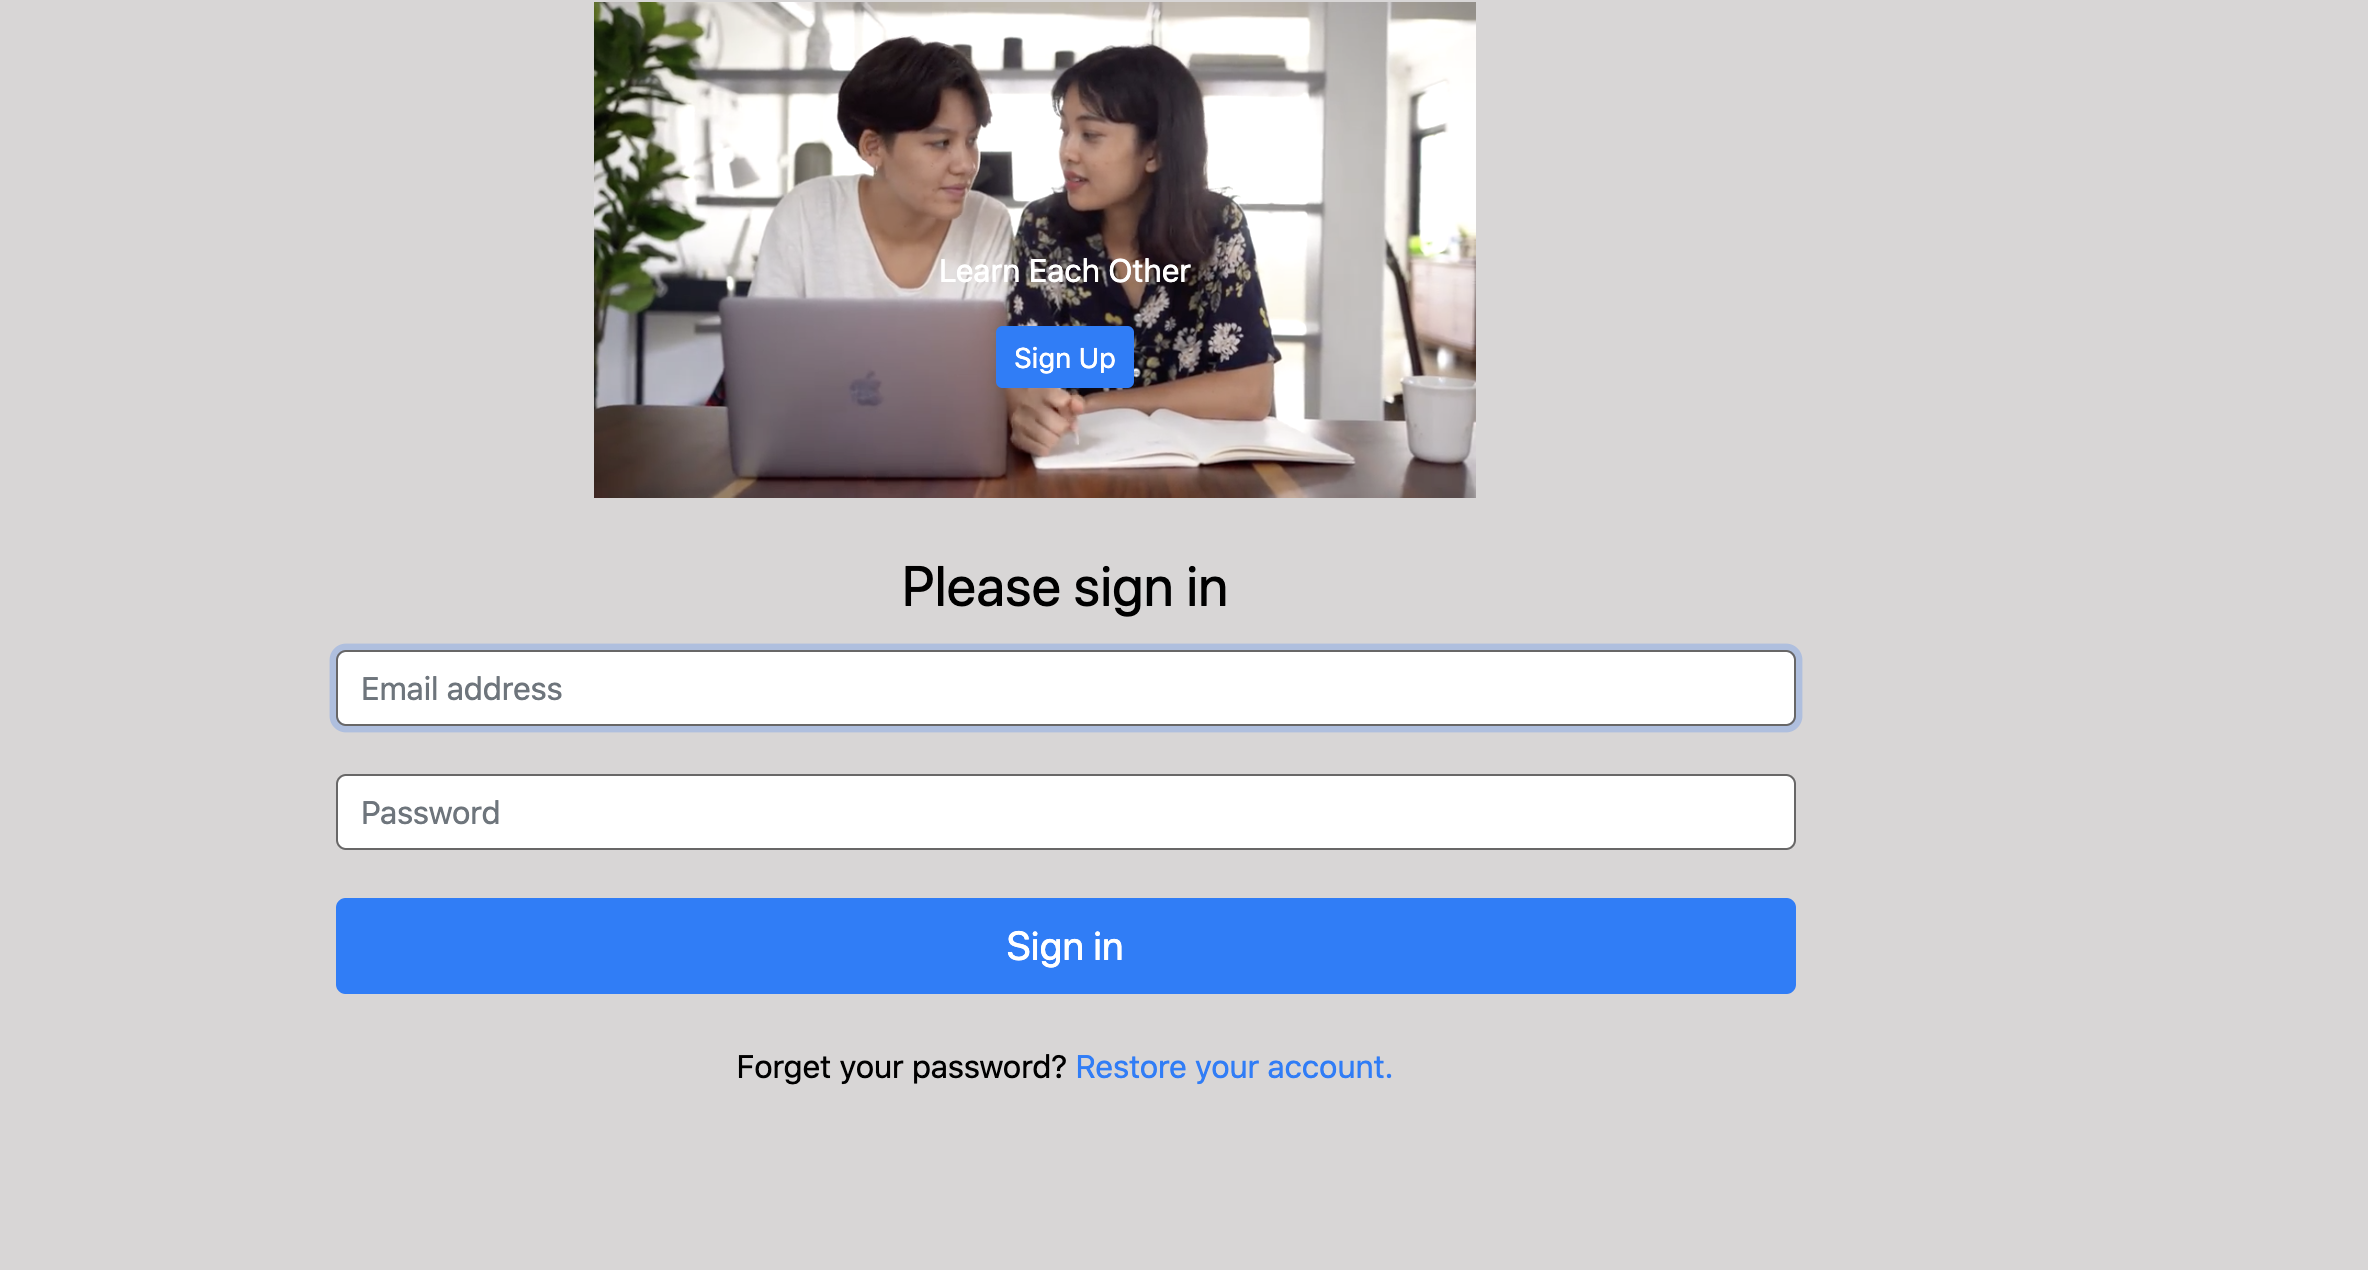 Learn Each Other
Sign Up
Please sign in
Email address
Password
Sign in
Forget your password? Restore your account.